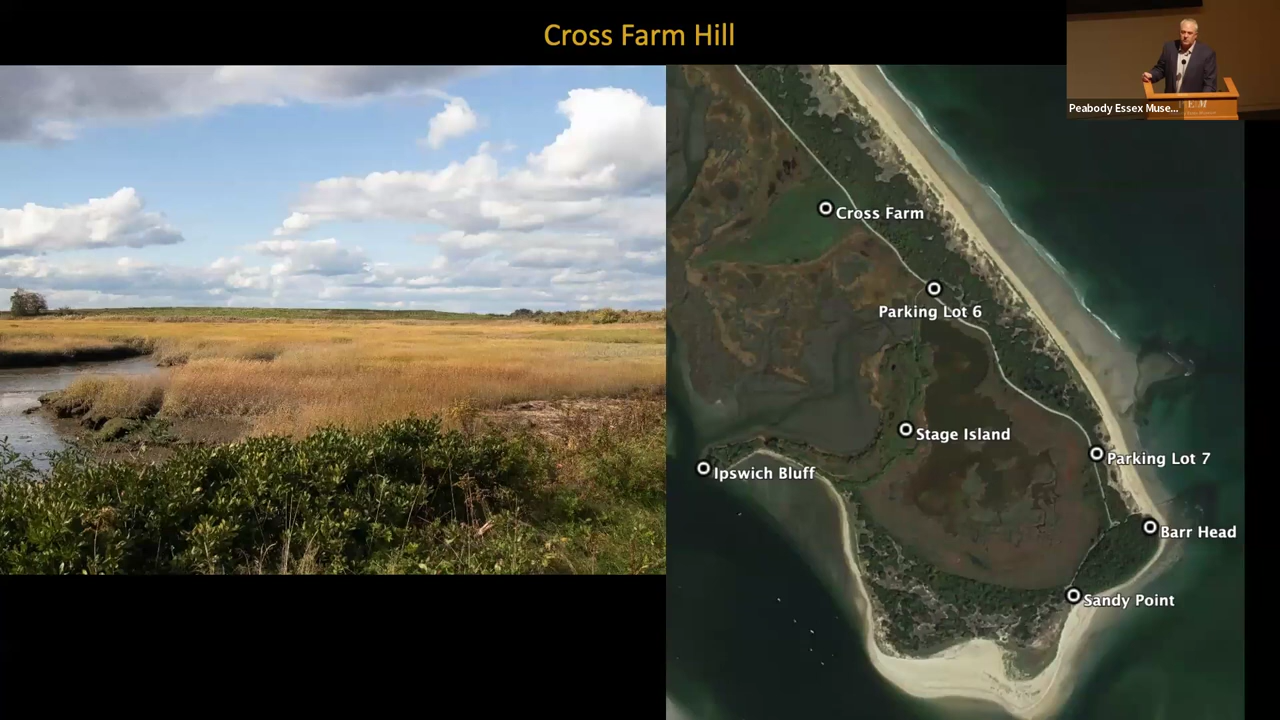 Cross Farm Hill
Peabody Essex Muse...
Cross Farm
Parking Lot 6
Stage Island
Ipswich Bluff
Parking Lot 7
Barr Head
Sandy Point